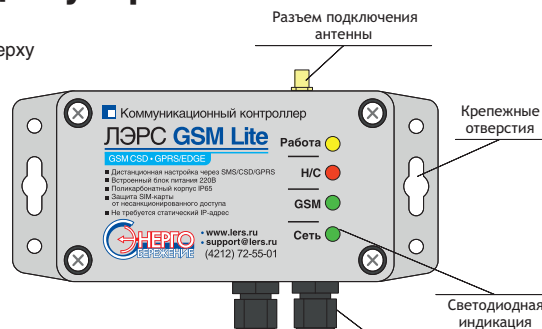 Разъем подключения
антенны
ерху
Крепежные
отверстия
Коммуникационный контроллер
ЛЭРС GSM Lite
GSM CSD • GPRS/EDGE
Дистанционная настройка через SMS/CSD/GPRS
Встроенный блок питания 220В
Поликарбонатный корпус IP65
Защита SIM-карты
от несанкционированного доступа
Не требуется статический IP-адрес
Работа
Н/С
GSM
Сеть
ЭНЕРГО
СБЕРЕЖЕНИЕ
• www.lers.ru
• support@lers.ru
(4212) 72-55-01
Светодиодная
индикация